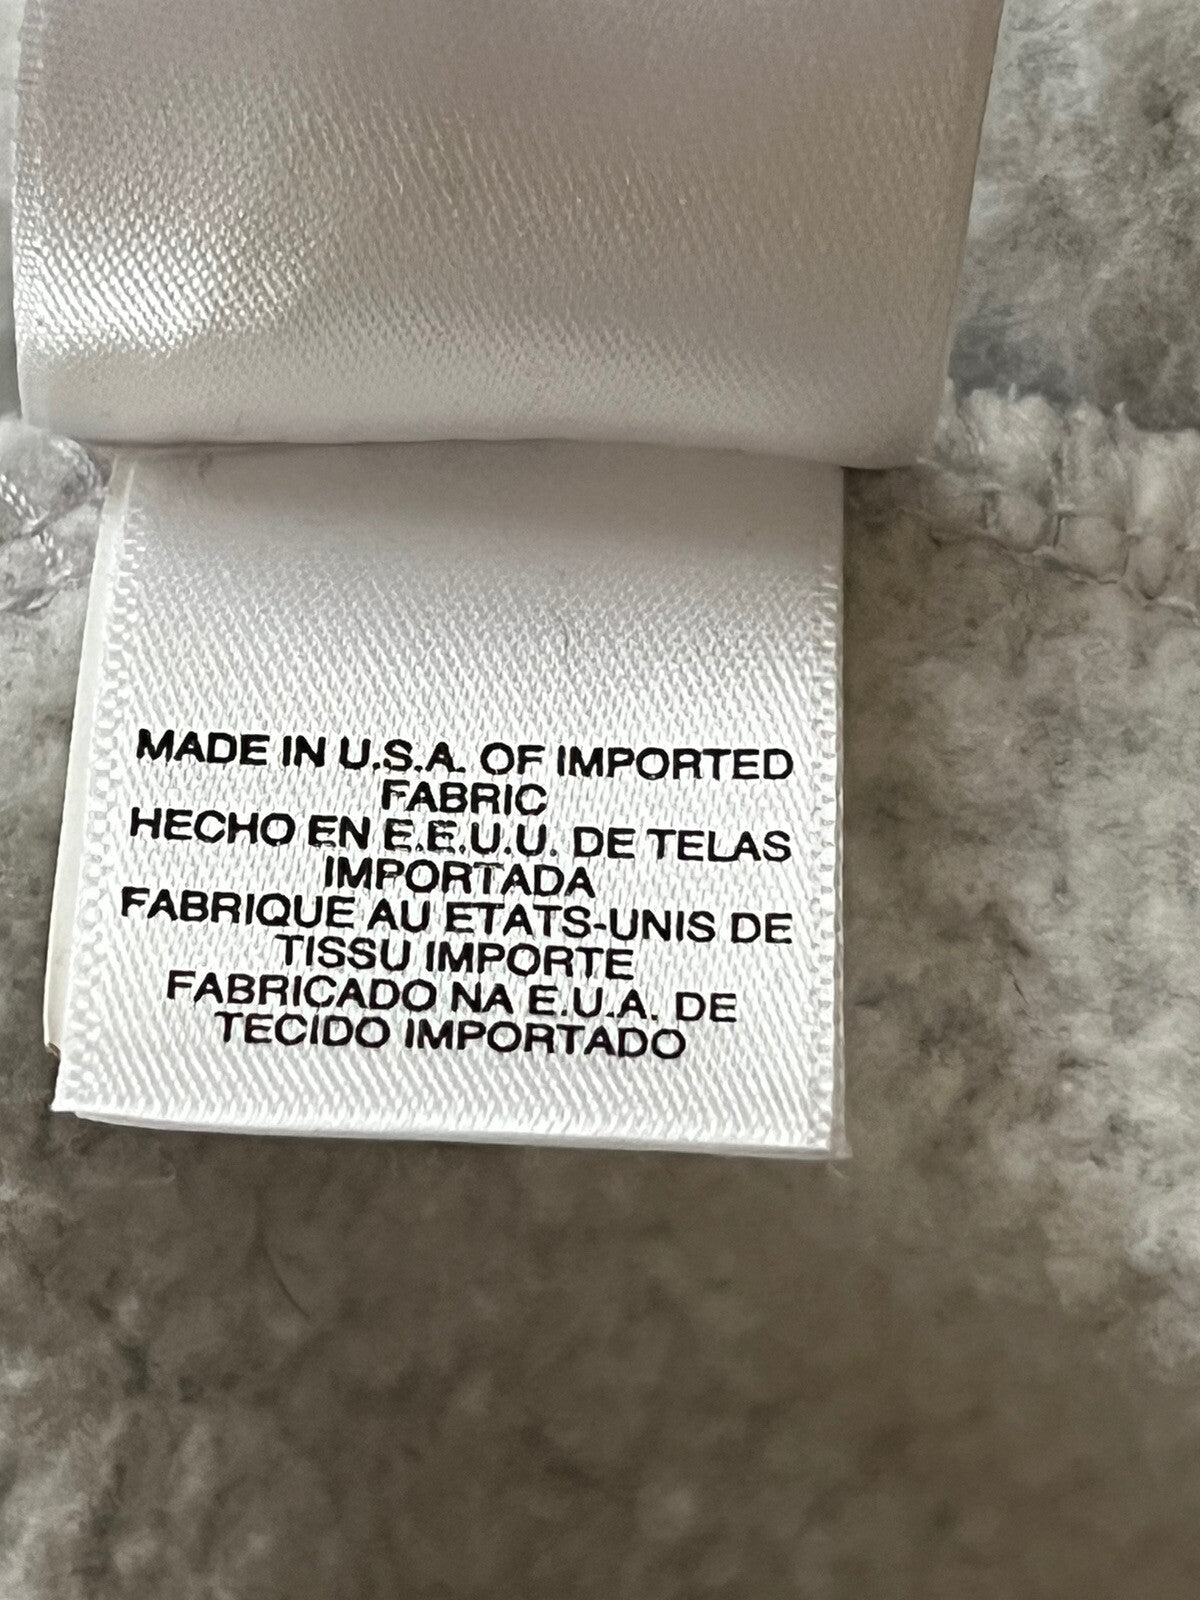 MADE IN U.S.A. OF IMPORTED
FABRIC
HECHO EN E.E.U.U. DE TELAS
IMPORTADA
FABRIQUE AU ETATS-UNIS DE
TISSU IMPORTE
FABRICADO NA E.U.A. DE
TECIDO IMPORTADO